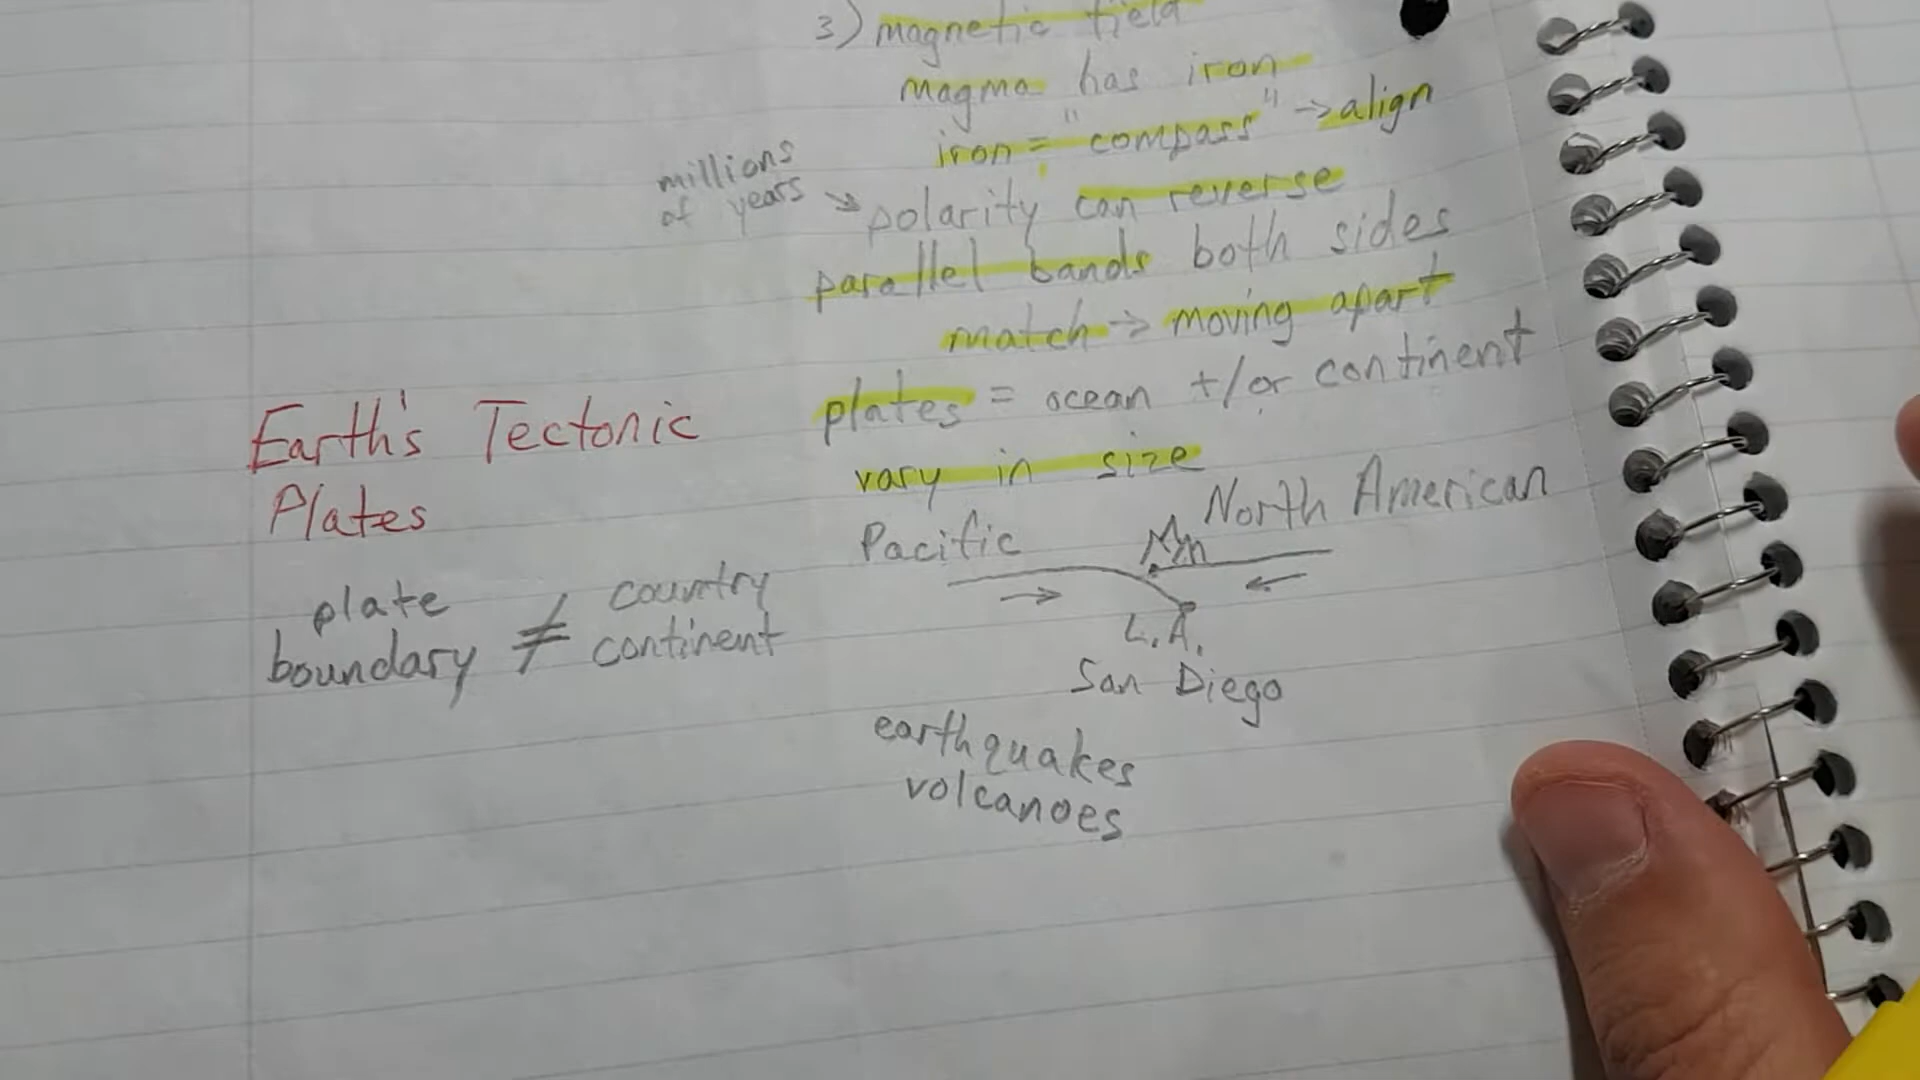 3) magnetic field
magma has iron
iron = "compass" → align
millions
of years → polarity can reverse
parallel bands both sides
match → moving apart
Earth's Tectonic
Plates
plates = ocean +/or continent
vary in size
Pacific North American
L.A.
San Diego
earthquakes
volcanoes
plate
boundary ≠ country
continent